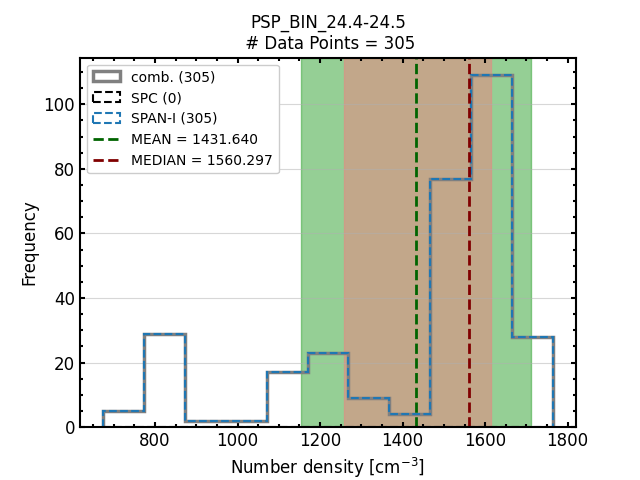 PSP_BIN_24.4-24.5
# Data Points = 305
comb. (305)
SPC (0)
SPAN-I (305)
MEAN = 1431.640
MEDIAN = 1560.297
Frequency
100
80
60
40
20
0
800 1000 1200 1400 1600 1800
Number density [cm⁻³]